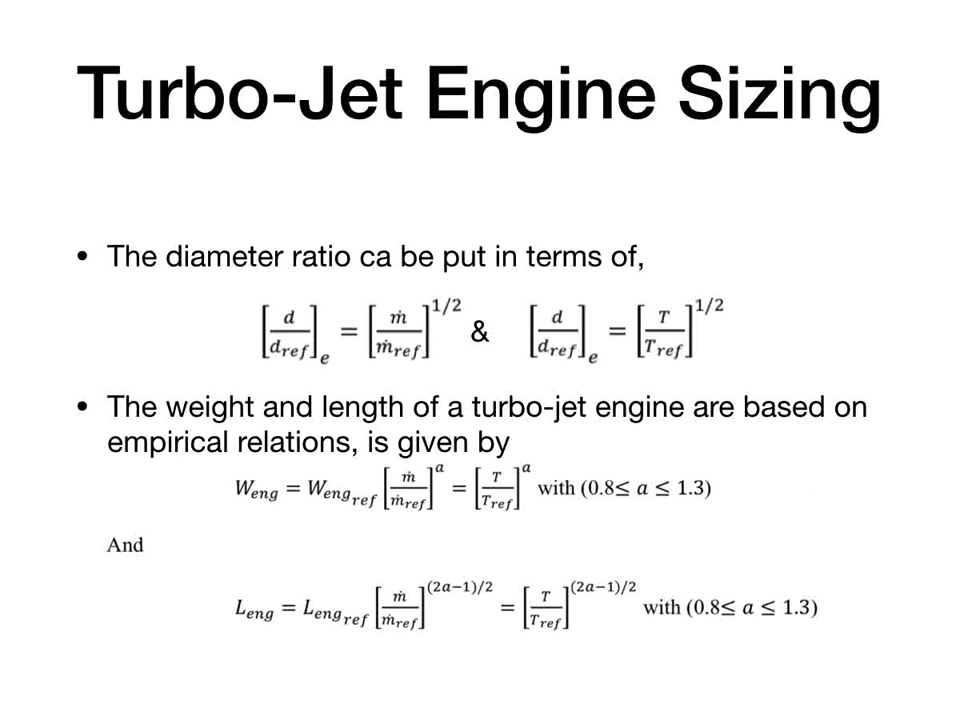 Turbo-Jet Engine Sizing
• The diameter ratio ca be put in terms of,
[d/d_ref]_e = [ṁ/ṁ_ref]^1/2 & [d/d_ref]_e = [T/T_ref]^1/2
• The weight and length of a turbo-jet engine are based on
empirical relations, is given by
W_eng = W_eng_ref [ṁ/ṁ_ref]^a = [T/T_ref]^a with (0.8≤ a ≤ 1.3)
And
L_eng = L_eng_ref [ṁ/ṁ_ref]^(2a−1)/2 = [T/T_ref]^(2a−1)/2 with (0.8≤ a ≤ 1.3)